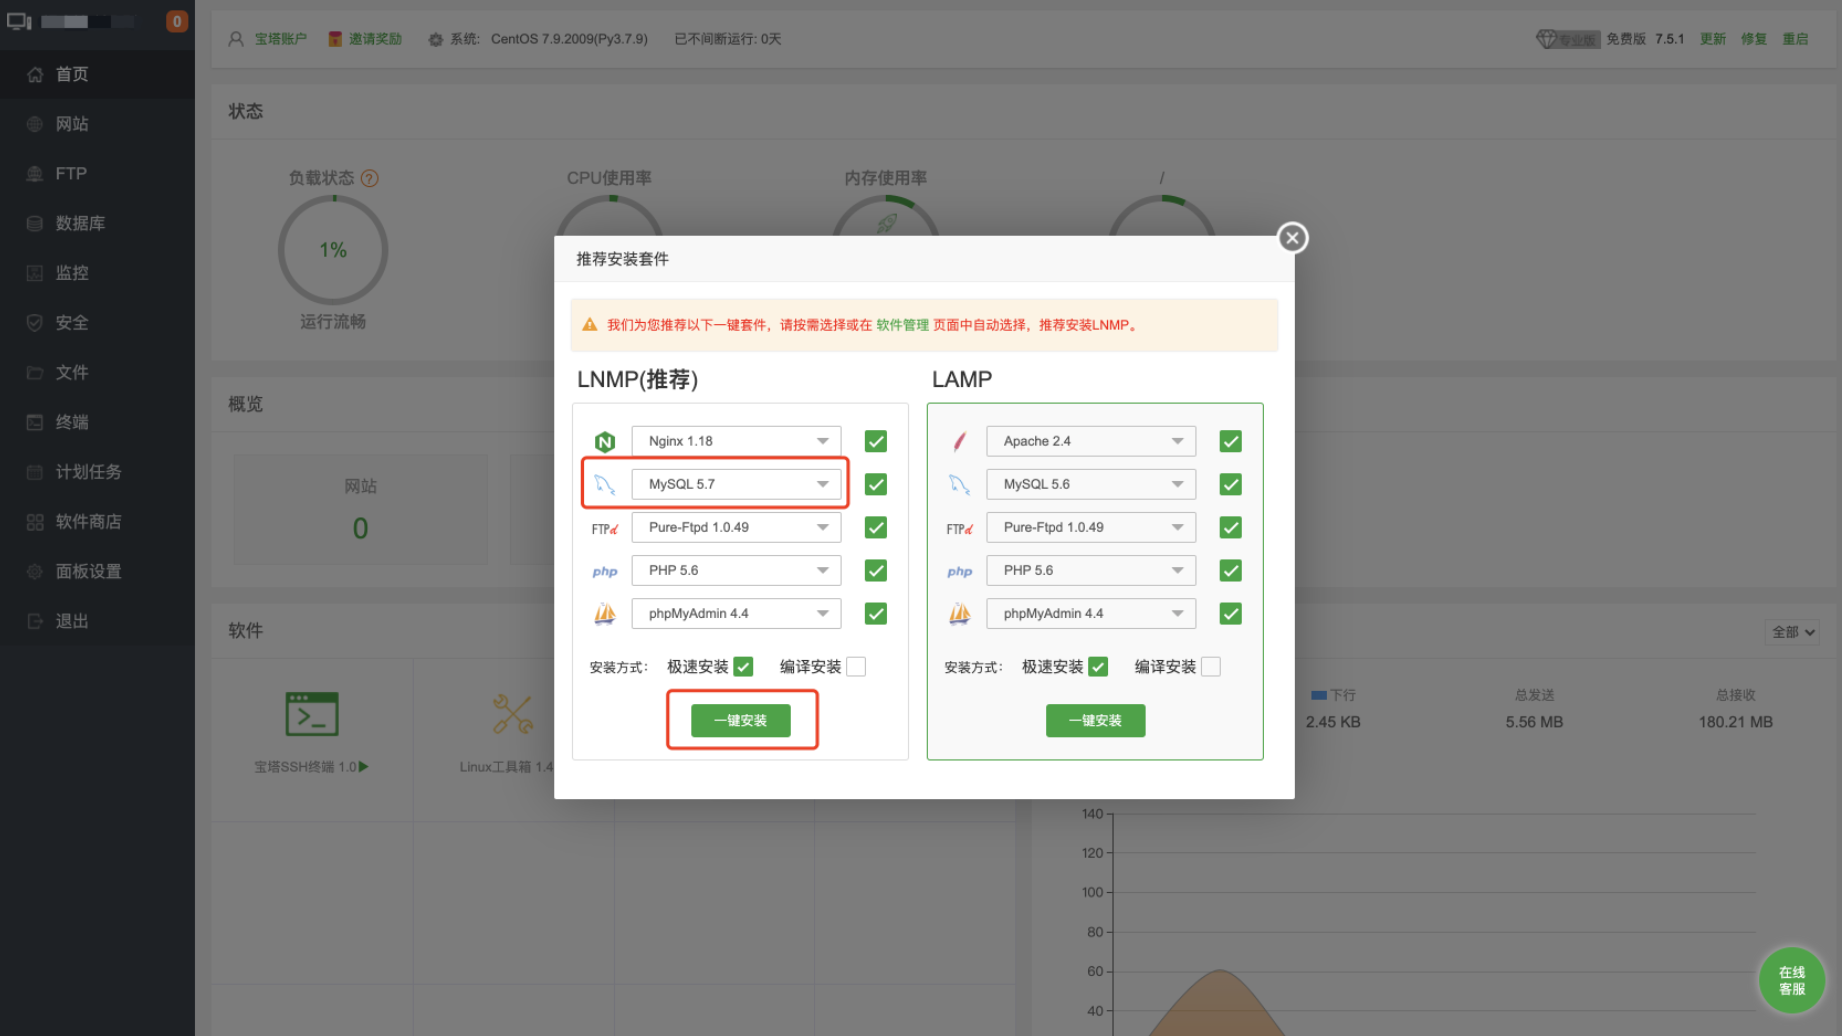 0
首页
网站
FTP
数据库
监控
安全
文件
终端
计划任务
软件商店
面板设置
退出
宝塔账户 邀请奖励 系统: CentOS 7.9.2009(Py3.7.9) 已不间断运行: 0天
专业版 免费版 7.5.1 更新 修复 重启
状态
负载状态 ? CPU使用率 内存使用率 /
1%
运行流畅
概览
网站
0
软件
宝塔SSH终端 1.0
Linux工具箱 1.4
推荐安装套件
我们为您推荐以下一键套件，请按需选择或在 软件管理 页面中自动选择，推荐安装LNMP。
LNMP(推荐)
Nginx 1.18
MySQL 5.7
FTPd Pure-Ftpd 1.0.49
php PHP 5.6
phpMyAdmin 4.4
安装方式: 极速安装 编译安装
一键安装
LAMP
Apache 2.4
MySQL 5.6
FTPd Pure-Ftpd 1.0.49
php PHP 5.6
phpMyAdmin 4.4
安装方式: 极速安装 编译安装
一键安装
全部
下行 总发送 总接收
2.45 KB 5.56 MB 180.21 MB
140
120
100
80
60
40
在线
客服